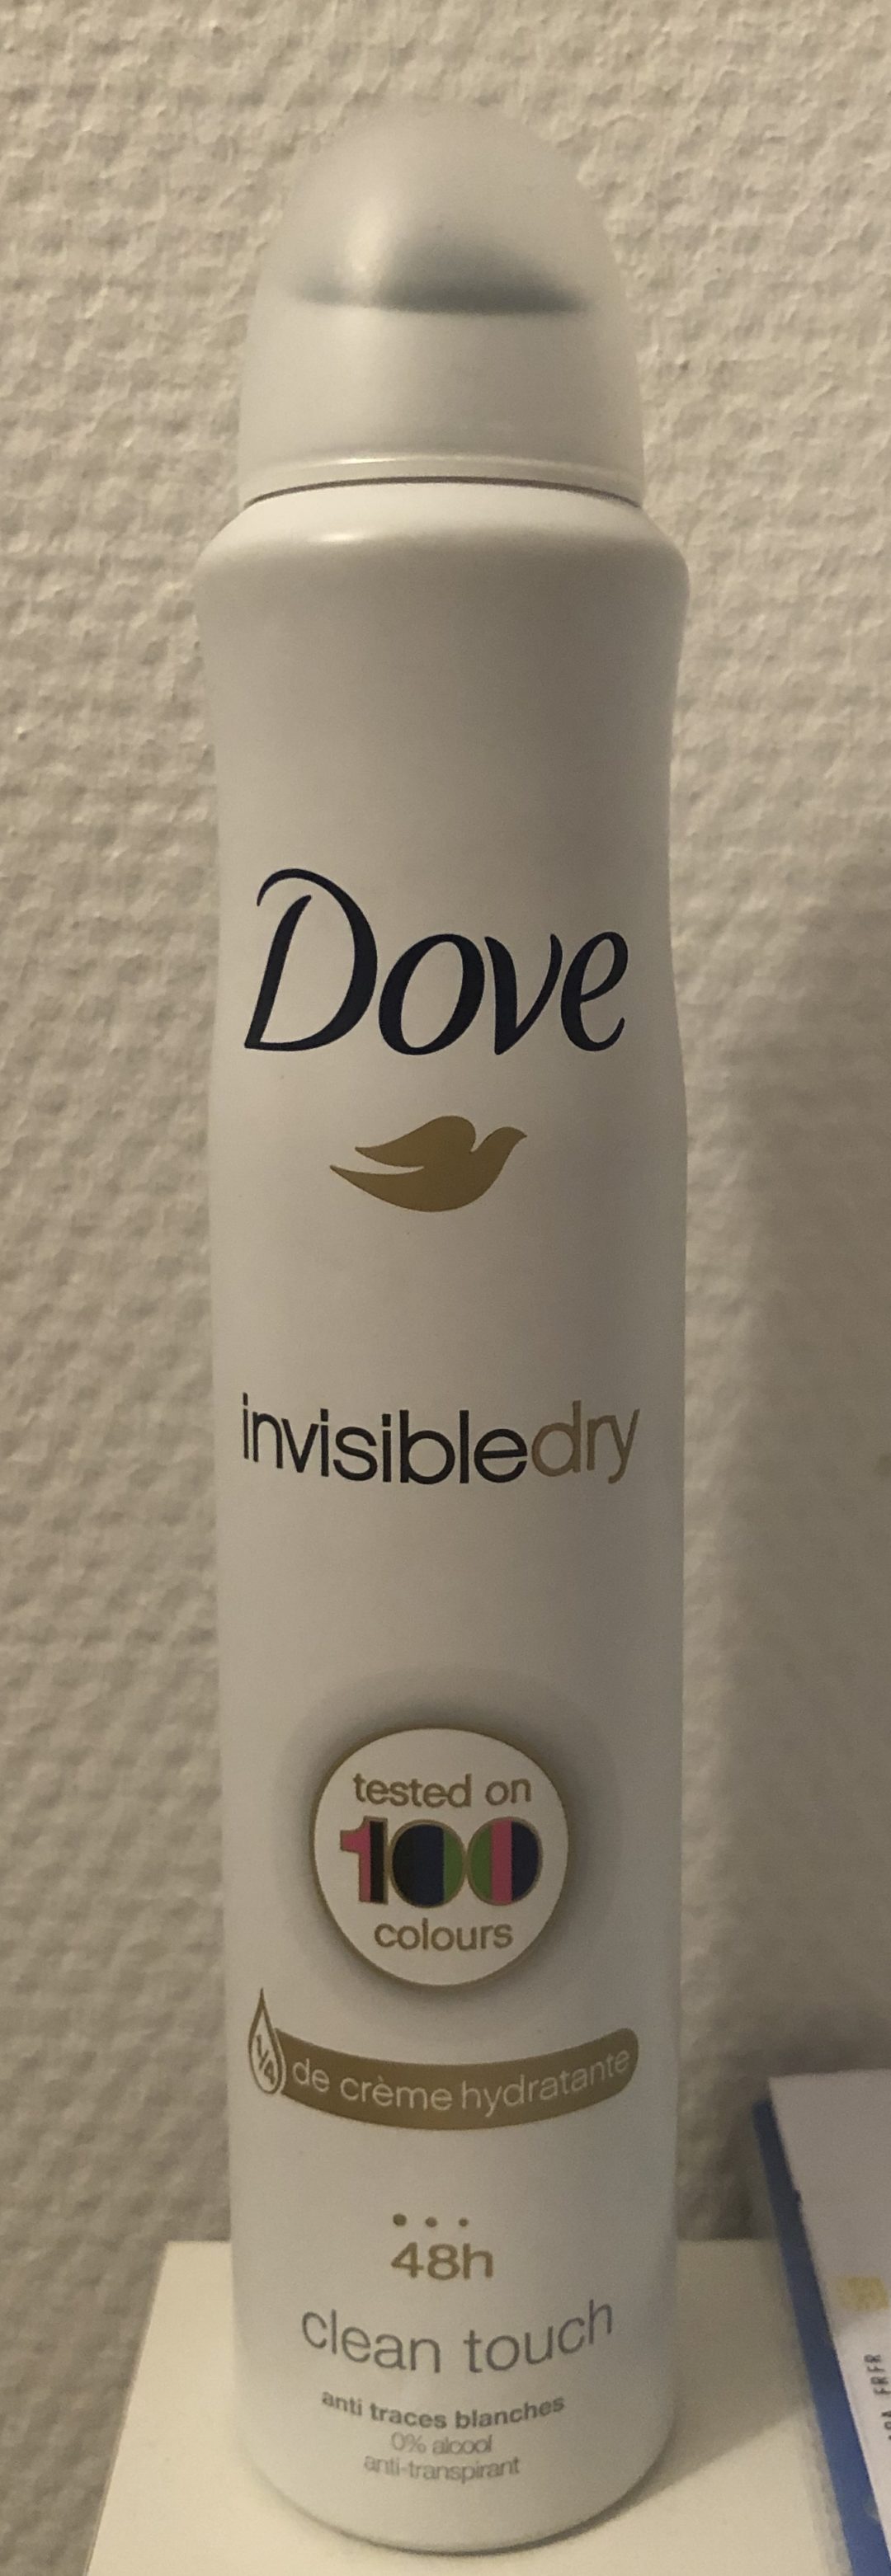 Dove
invisibledry
tested on
100
colours
1/4 de crème hydratante
48h
clean touch
anti traces blanches
0% alcool
anti-transpirant
FRFR